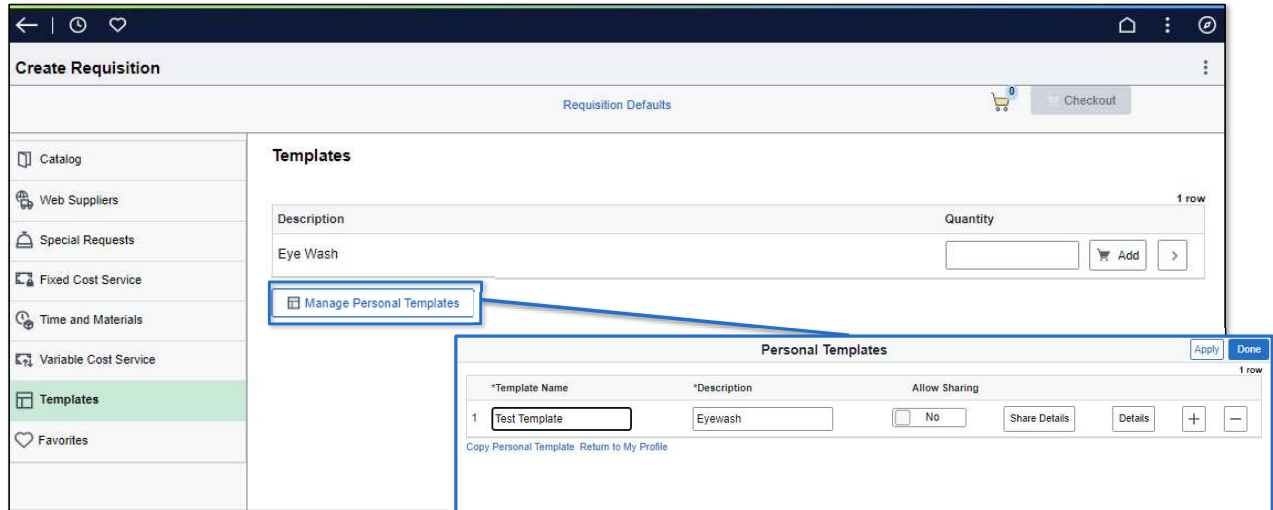 Create Requisition
Requisition Defaults
0
Checkout
Catalog
Web Suppliers
Special Requests
Fixed Cost Service
Time and Materials
Variable Cost Service
Templates
Favorites
Templates
1 row
Description Quantity
Eye Wash Add
Manage Personal Templates
Personal Templates Apply Done
1 row
*Template Name *Description Allow Sharing
1 Test Template Eyewash No Share Details Details
Copy Personal Template Return to My Profile